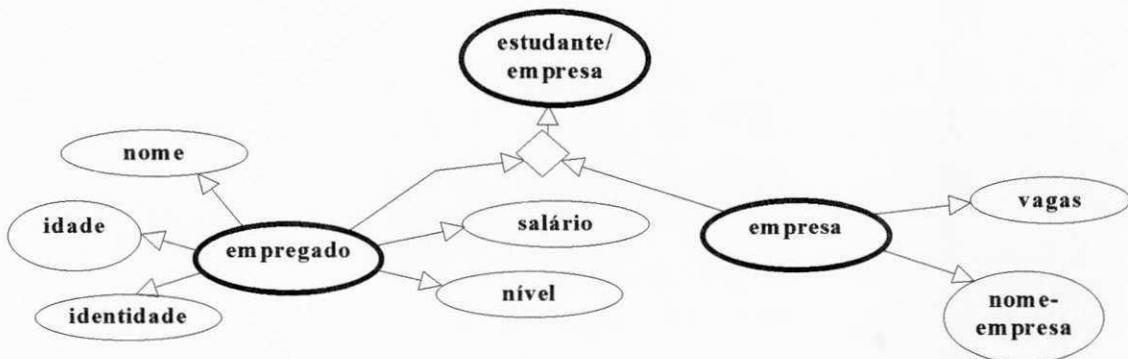 estudante/
empresa
nome
idade
empregado
salário
empresa
vagas
identidade
nível
nome-
empresa